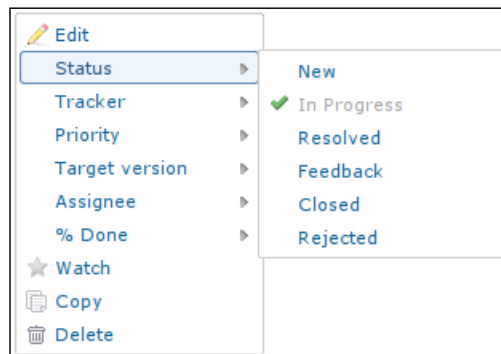 Edit
Status
Tracker
Priority
Target version
Assignee
% Done
Watch
Copy
Delete
New
In Progress
Resolved
Feedback
Closed
Rejected